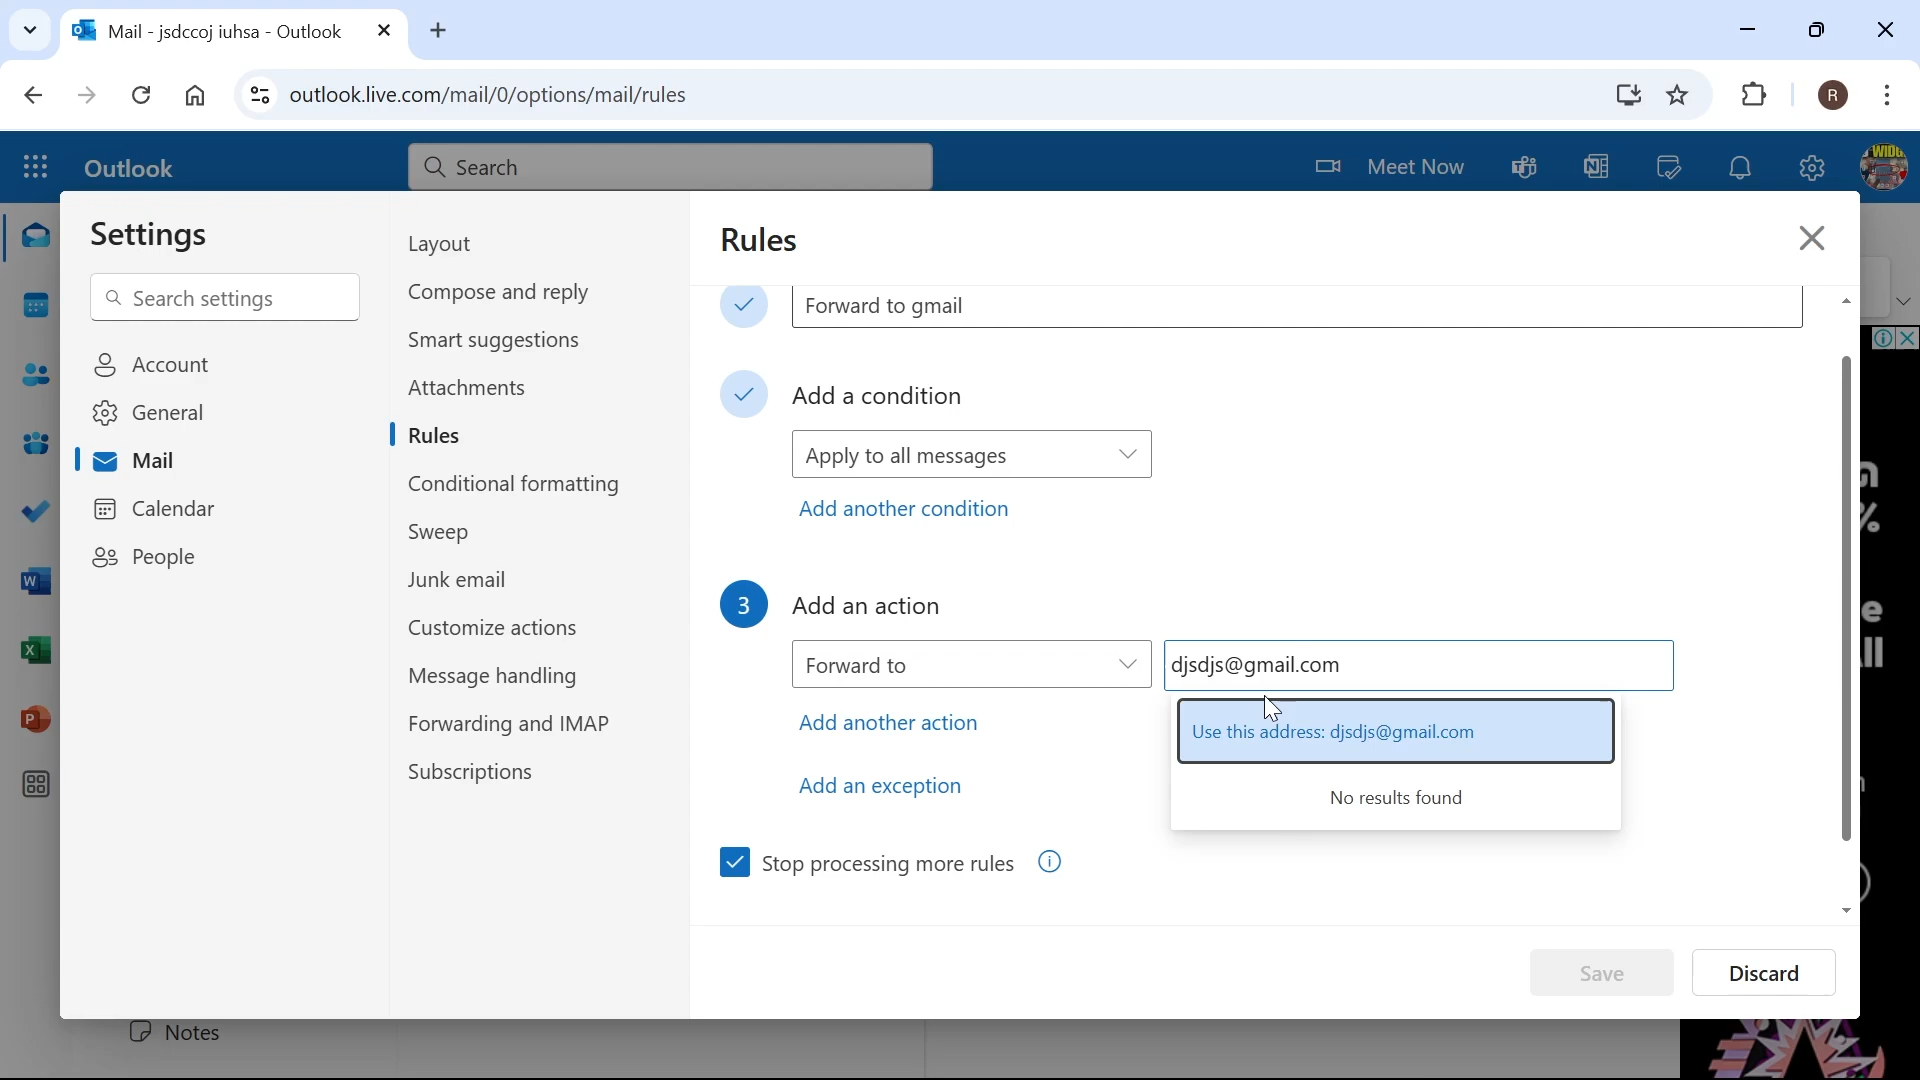 Mail - jsdccoj iuhsa - Outlook
outlook.live.com/mail/0/options/mail/rules
R
Outlook
Search
Meet Now
Settings
Search settings
Account
General
Mail
Calendar
People
Layout
Compose and reply
Smart suggestions
Attachments
Rules
Conditional formatting
Sweep
Junk email
Customize actions
Message handling
Forwarding and IMAP
Subscriptions
Rules
Forward to gmail
Add a condition
Apply to all messages
Add another condition
3 Add an action
Forward to
djsdjs@gmail.com
Use this address: djsdjs@gmail.com
No results found
Add another action
Add an exception
Stop processing more rules
Save
Discard
Notes